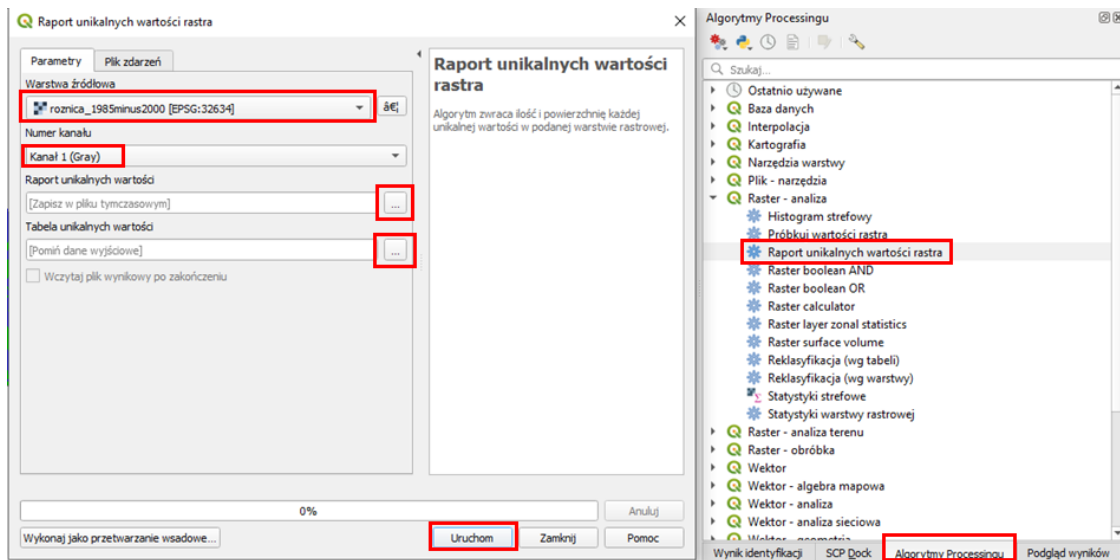 Raport unikalnych wartości rastra
Parametry
Plik zdarzeń
Warstwa źródłowa
roznica_1985minus2000 [EPSG:32634]
â€¦
Numer kanału
Kanał 1 (Gray)
Raport unikalnych wartości
[Zapisz w pliku tymczasowym]
...
Tabela unikalnych wartości
[Pomiń dane wyjściowe]
...
Wczytaj plik wynikowy po zakończeniu
Raport unikalnych wartości
rastra
Algorytm zwraca ilość i powierzchnię każdej
unikalnej wartości w podanej warstwie rastrowej.
0%
Anuluj
Wykonaj jako przetwarzanie wsadowe...
Uruchom
Zamknij
Pomoc
Algorytmy Processingu
Szukaj...
Ostatnio używane
Baza danych
Interpolacja
Kartografia
Narzędzia warstwy
Plik - narzędzia
Raster - analiza
Histogram strefowy
Próbkuj wartości rastra
Raport unikalnych wartości rastra
Raster boolean AND
Raster boolean OR
Raster calculator
Raster layer zonal statistics
Raster surface volume
Reklasyfikacja (wg tabeli)
Reklasyfikacja (wg warstwy)
Statystyki strefowe
Statystyki warstwy rastrowej
Raster - analiza terenu
Raster - obróbka
Wektor
Wektor - algebra mapowa
Wektor - analiza
Wektor - analiza sieciowa
Wektor - geometria
Wynik identyfikacji
SCP Dock
Algorytmy Processingu
Podgląd wyników